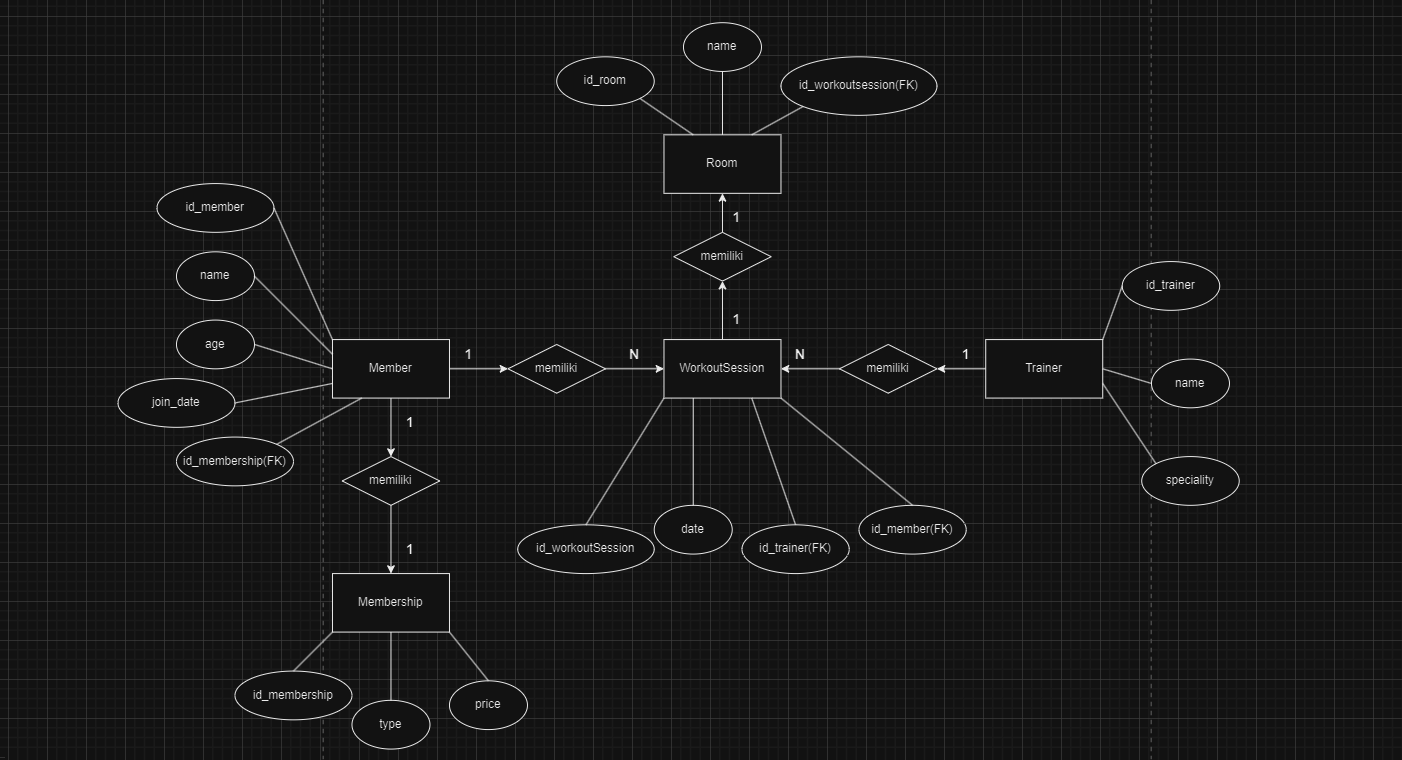 name
id_room
id_workoutsession(FK)
Room
1
memiliki
1
id_member
name
age
join_date
id_membership(FK)
Member
1
memiliki
N
WorkoutSession
N
memiliki
1
Trainer
id_trainer
name
speciality
1
memiliki
1
Membership
id_membership
type
price
id_workoutSession
date
id_trainer(FK)
id_member(FK)